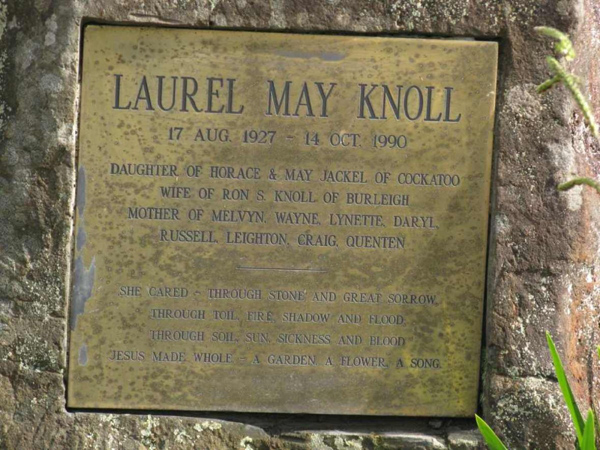 LAUREL MAY KNOLL
17 AUG. 1927 - 14 OCT. 1990
DAUGHTER OF HORACE & MAY JACKEL OF COCKATOO
WIFE OF RON S. KNOLL OF BURLEIGH
MOTHER OF MELVYN, WAYNE, LYNETTE, DARYL,
RUSSELL, LEIGHTON, CRAIG, QUENTEN
SHE CARED - THROUGH 'STONE' AND GREAT SORROW,
THROUGH TOIL, FIRE, SHADOW AND FLOOD,
THROUGH SOIL, SUN, SICKNESS AND BLOOD
JESUS MADE WHOLE - A GARDEN, A FLOWER, A SONG.